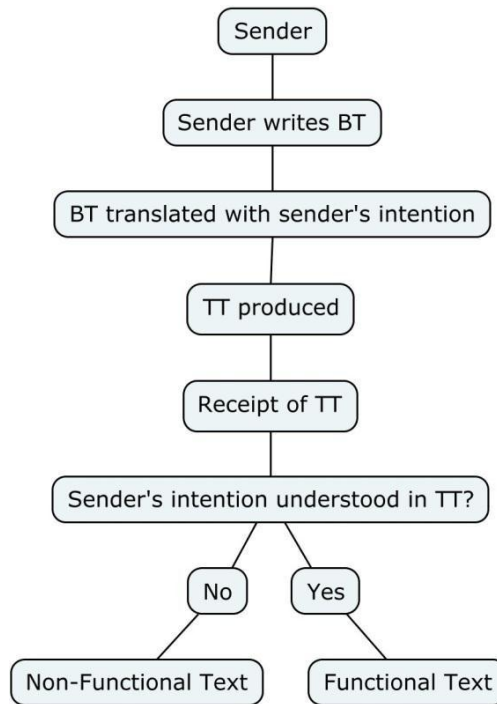 Sender
Sender writes BT
BT translated with sender's intention
TT produced
Receipt of TT
Sender's intention understood in TT?
No
Yes
Non-Functional Text
Functional Text